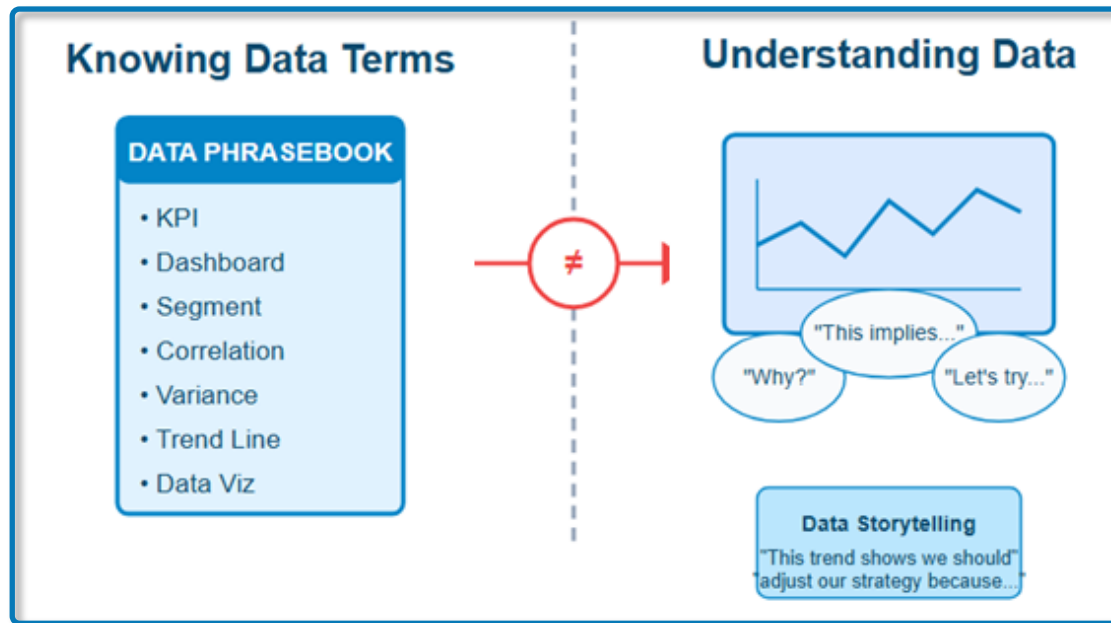 Knowing Data Terms
DATA PHRASEBOOK
• KPI
• Dashboard
• Segment
• Correlation
• Variance
• Trend Line
• Data Viz
≠
Understanding Data
"This implies..."
"Why?"
"Let's try..."
Data Storytelling
"This trend shows we should"
"adjust our strategy because..."